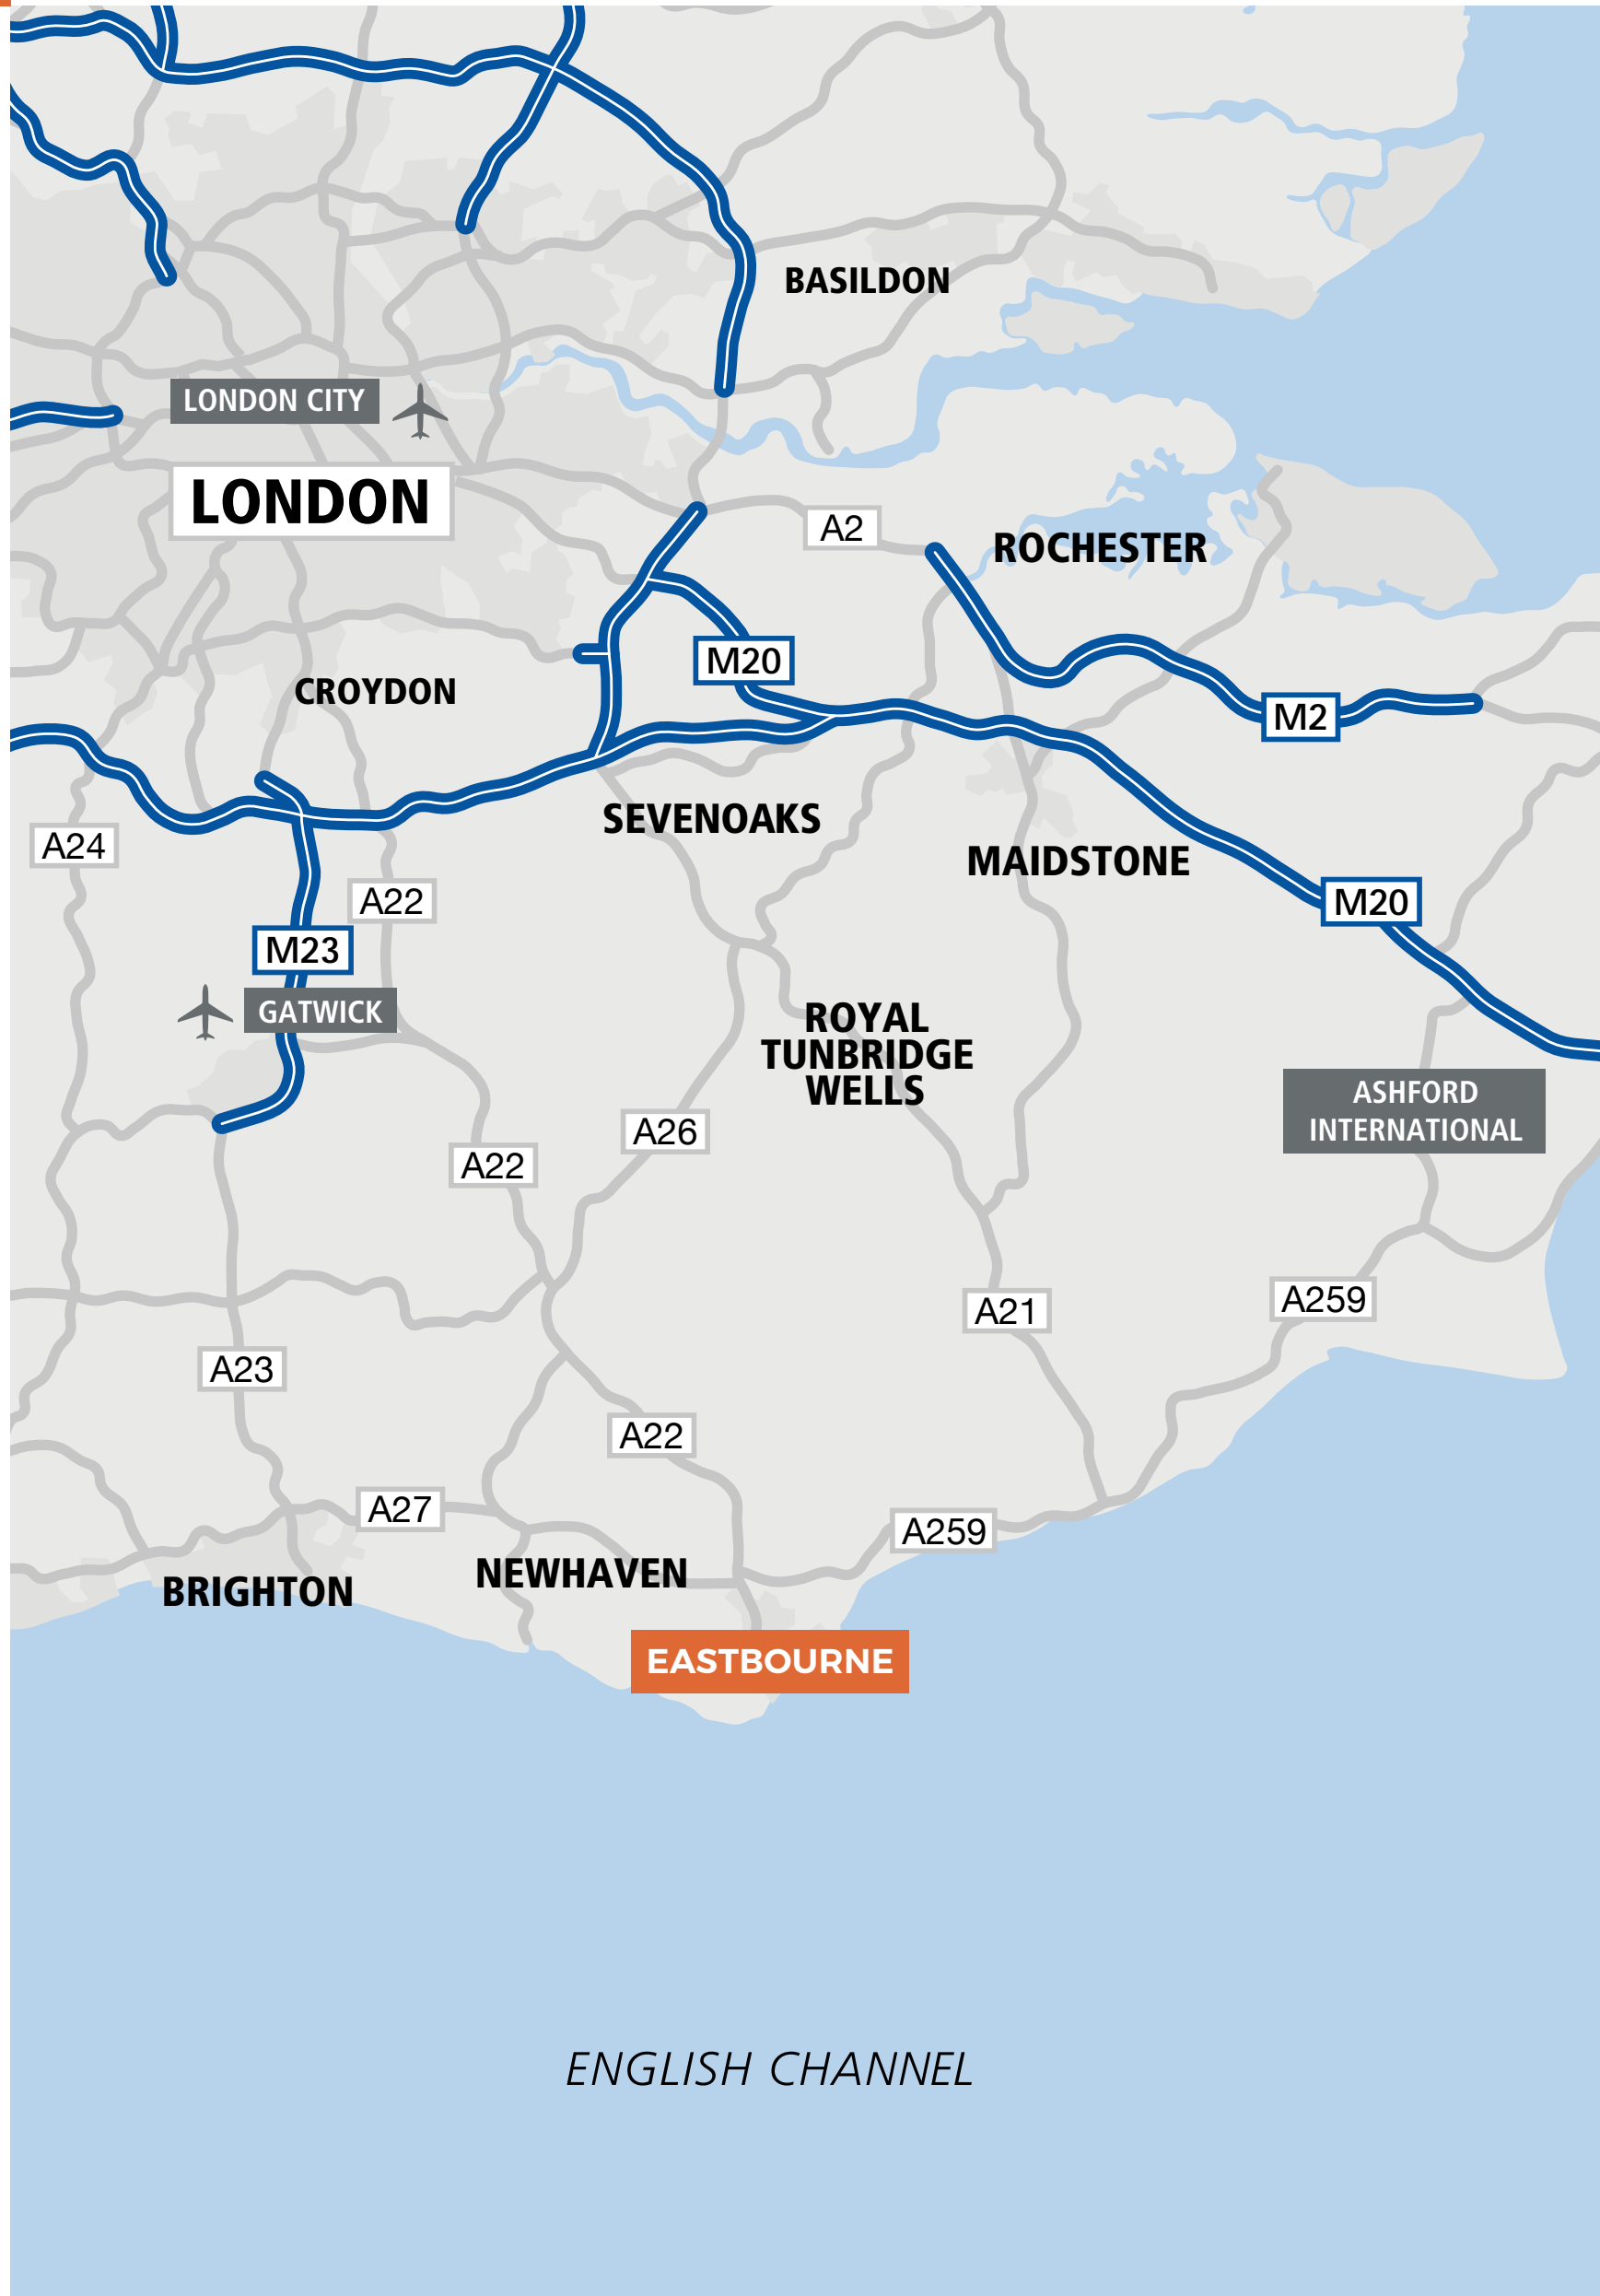 BASILDON
LONDON CITY
LONDON
A2
ROCHESTER
M20
CROYDON
M2
SEVENOAKS
A24
MAIDSTONE
A22
M20
M23
GATWICK
ROYAL
TUNBRIDGE
WELLS
ASHFORD
INTERNATIONAL
A26
A22
A259
A21
A23
A22
A27
A259
NEWHAVEN
BRIGHTON
EASTBOURNE
ENGLISH CHANNEL